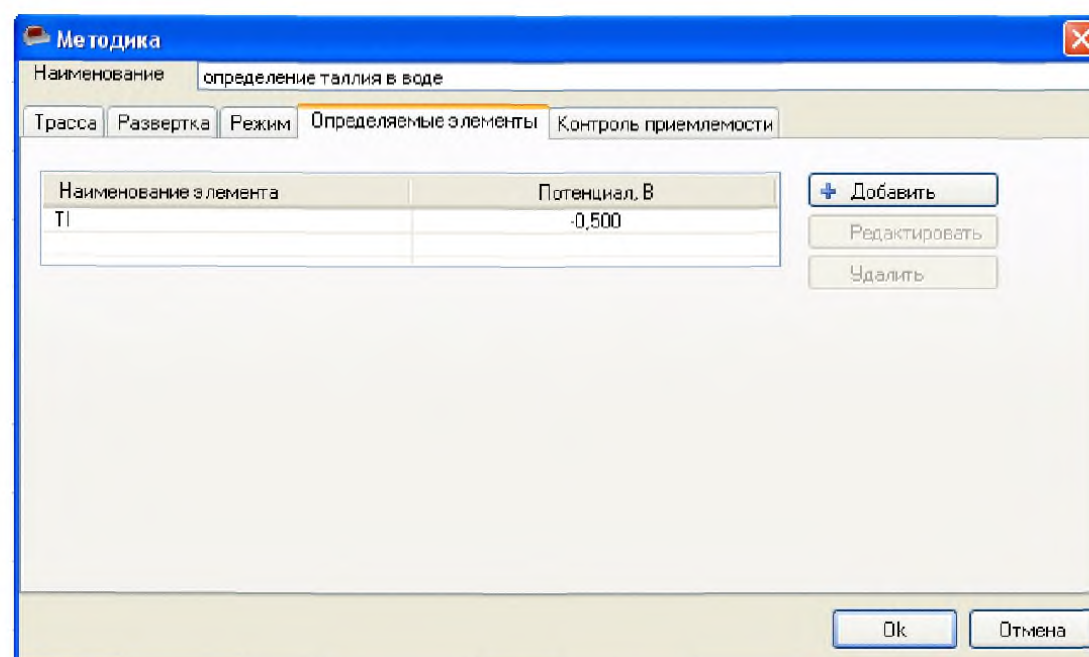 Методика
Наименование определение таллия в воде
Трасса Развертка Режим Определяемые элементы Контроль приемлемости
Наименование элемента Потенциал, В Добавить
Tl -0,500 Редактировать
Удалить
Ok Отмена